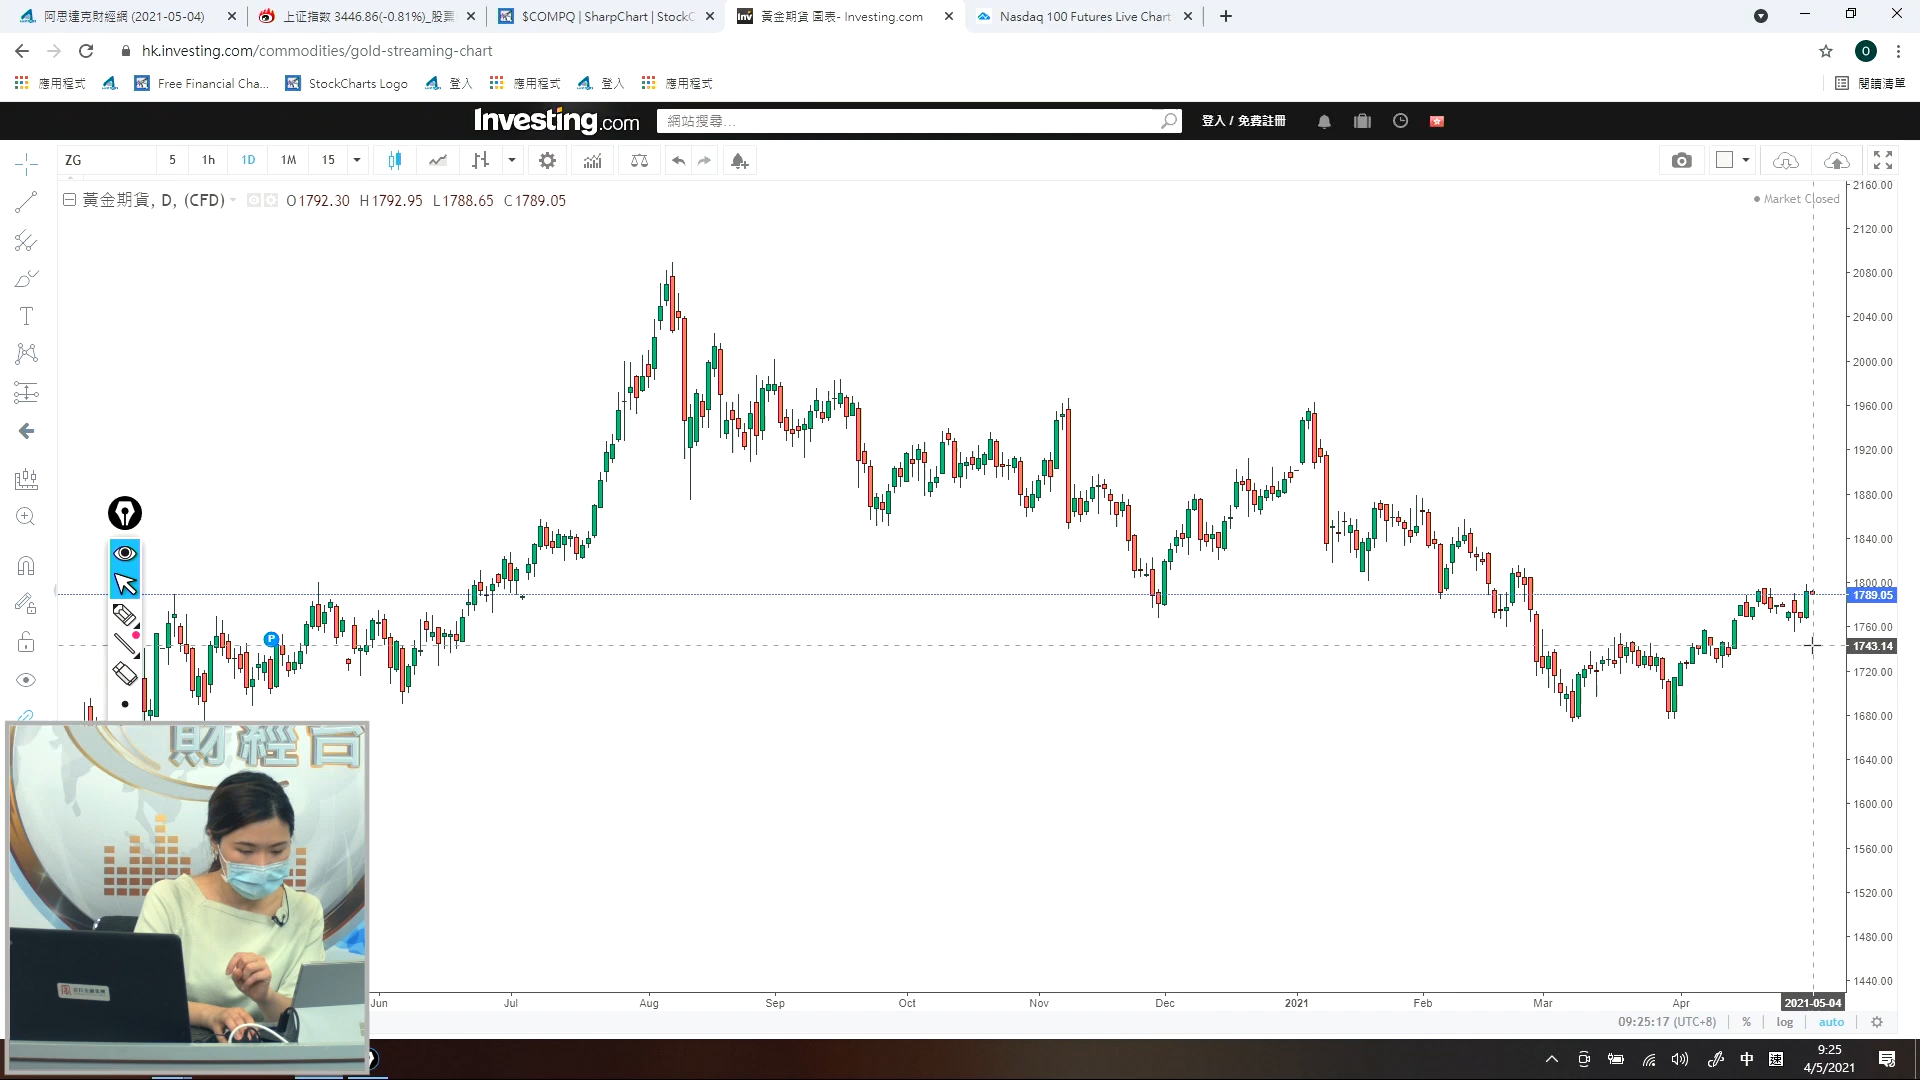 阿思達克財經網 (2021-05-04)
上证指数 3446.86(-0.81%)_股票
$COMPQ | SharpChart | StockC
黃金期貨 圖表- Investing.com
Nasdaq 100 Futures Live Chart
hk.investing.com/commodities/gold-streaming-chart
O
應用程式
Free Financial Cha...
StockCharts Logo
登入
應用程式
登入
應用程式
閱讀清單
Investing.com
網站搜尋...
登入 / 免費註冊
ZG
5
1h
1D
1M
15
黃金期貨, D, (CFD)
O1792.30 H1792.95 L1788.65 C1789.05
Market Closed
2160.00
2120.00
2080.00
2040.00
2000.00
1960.00
1920.00
1880.00
1840.00
1800.00
1789.05
1760.00
1743.14
1720.00
1680.00
1640.00
1600.00
1560.00
1520.00
1480.00
1440.00
P
財經台
Jun
Jul
Aug
Sep
Oct
Nov
Dec
2021
Feb
Mar
Apr
2021-05-04
09:25:17 (UTC+8)
%
log
auto
中
9:25
4/5/2021